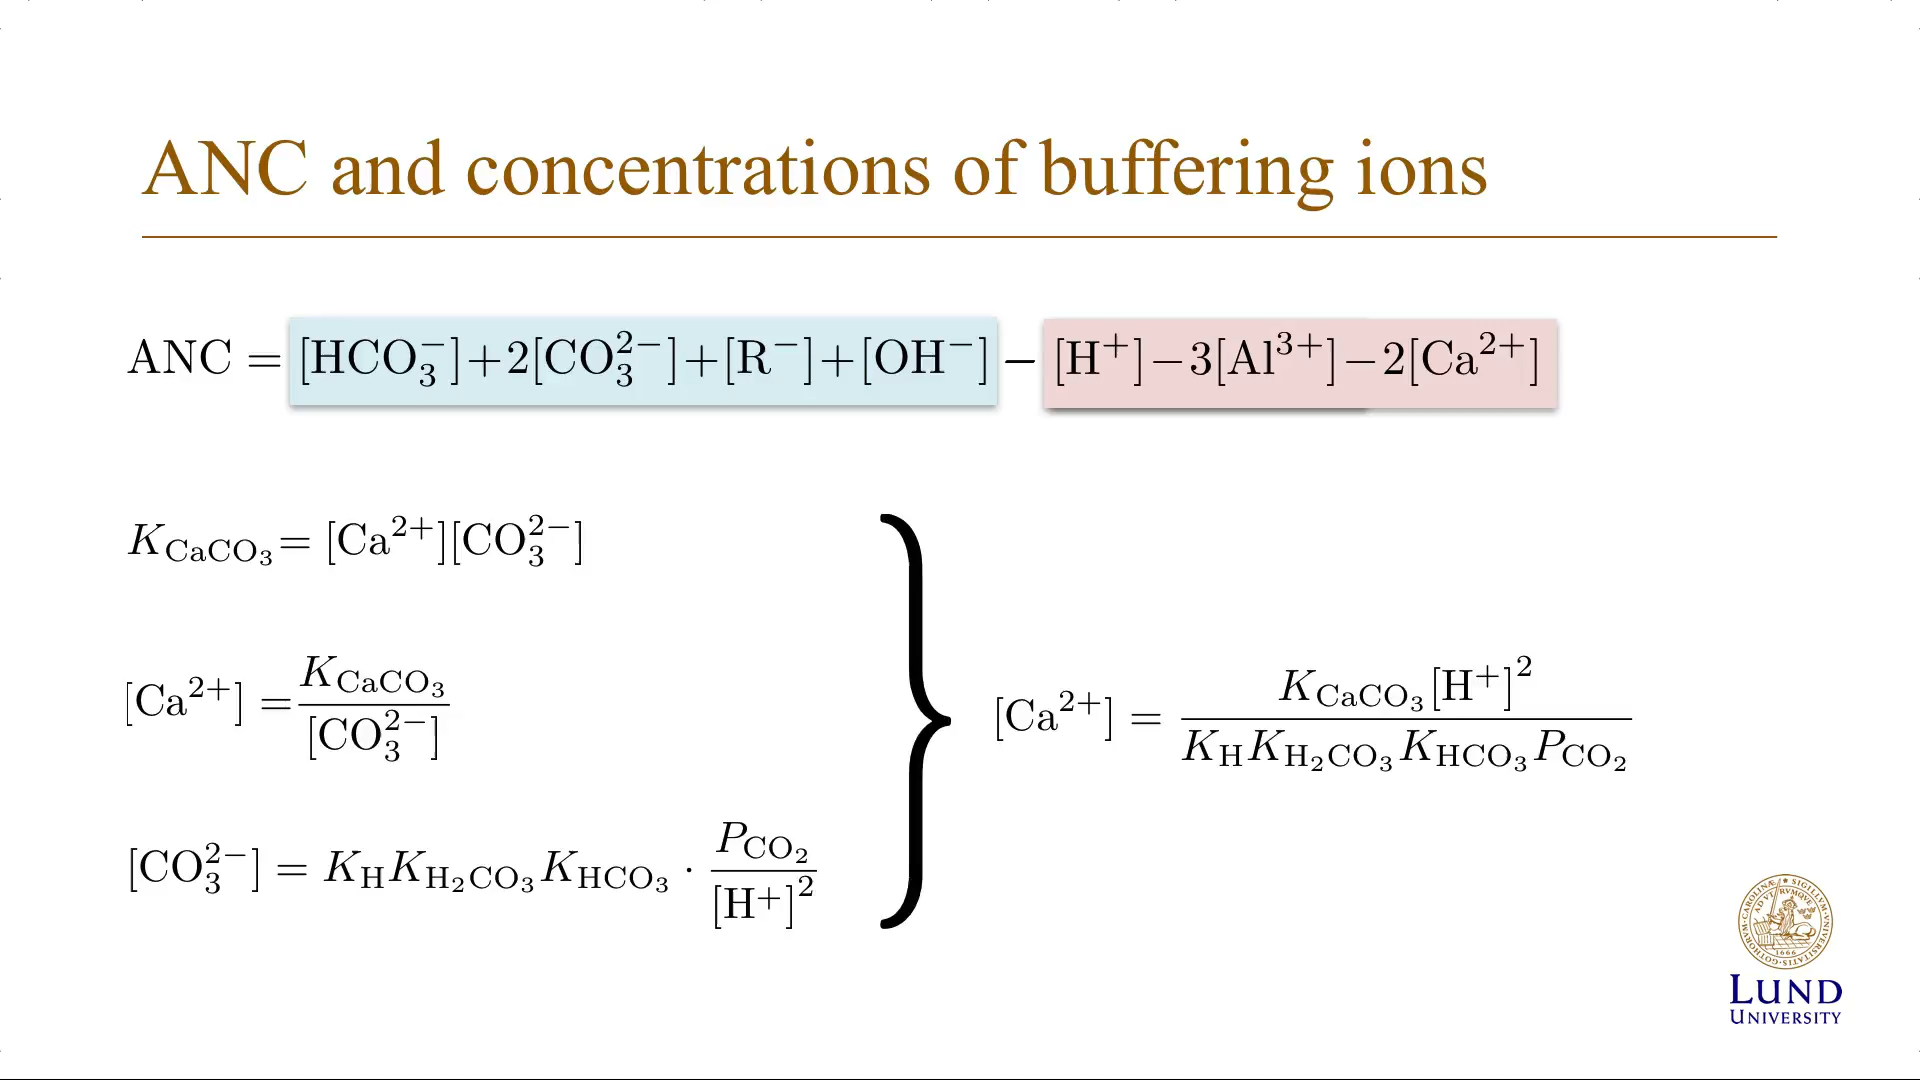 ANC and concentrations of buffering ions
ANC = [HCO₃⁻]+2[CO₃²⁻]+[R⁻]+[OH⁻] − [H⁺]−3[Al³⁺]−2[Ca²⁺]
K_CaCO₃ = [Ca²⁺][CO₃²⁻]
[Ca²⁺] = K_CaCO₃ / [CO₃²⁻]
[CO₃²⁻] = K_H K_H₂CO₃ K_HCO₃ · P_CO₂ / [H⁺]²
[Ca²⁺] = K_CaCO₃ [H⁺]² / K_H K_H₂CO₃ K_HCO₃ P_CO₂
LUND
UNIVERSITY